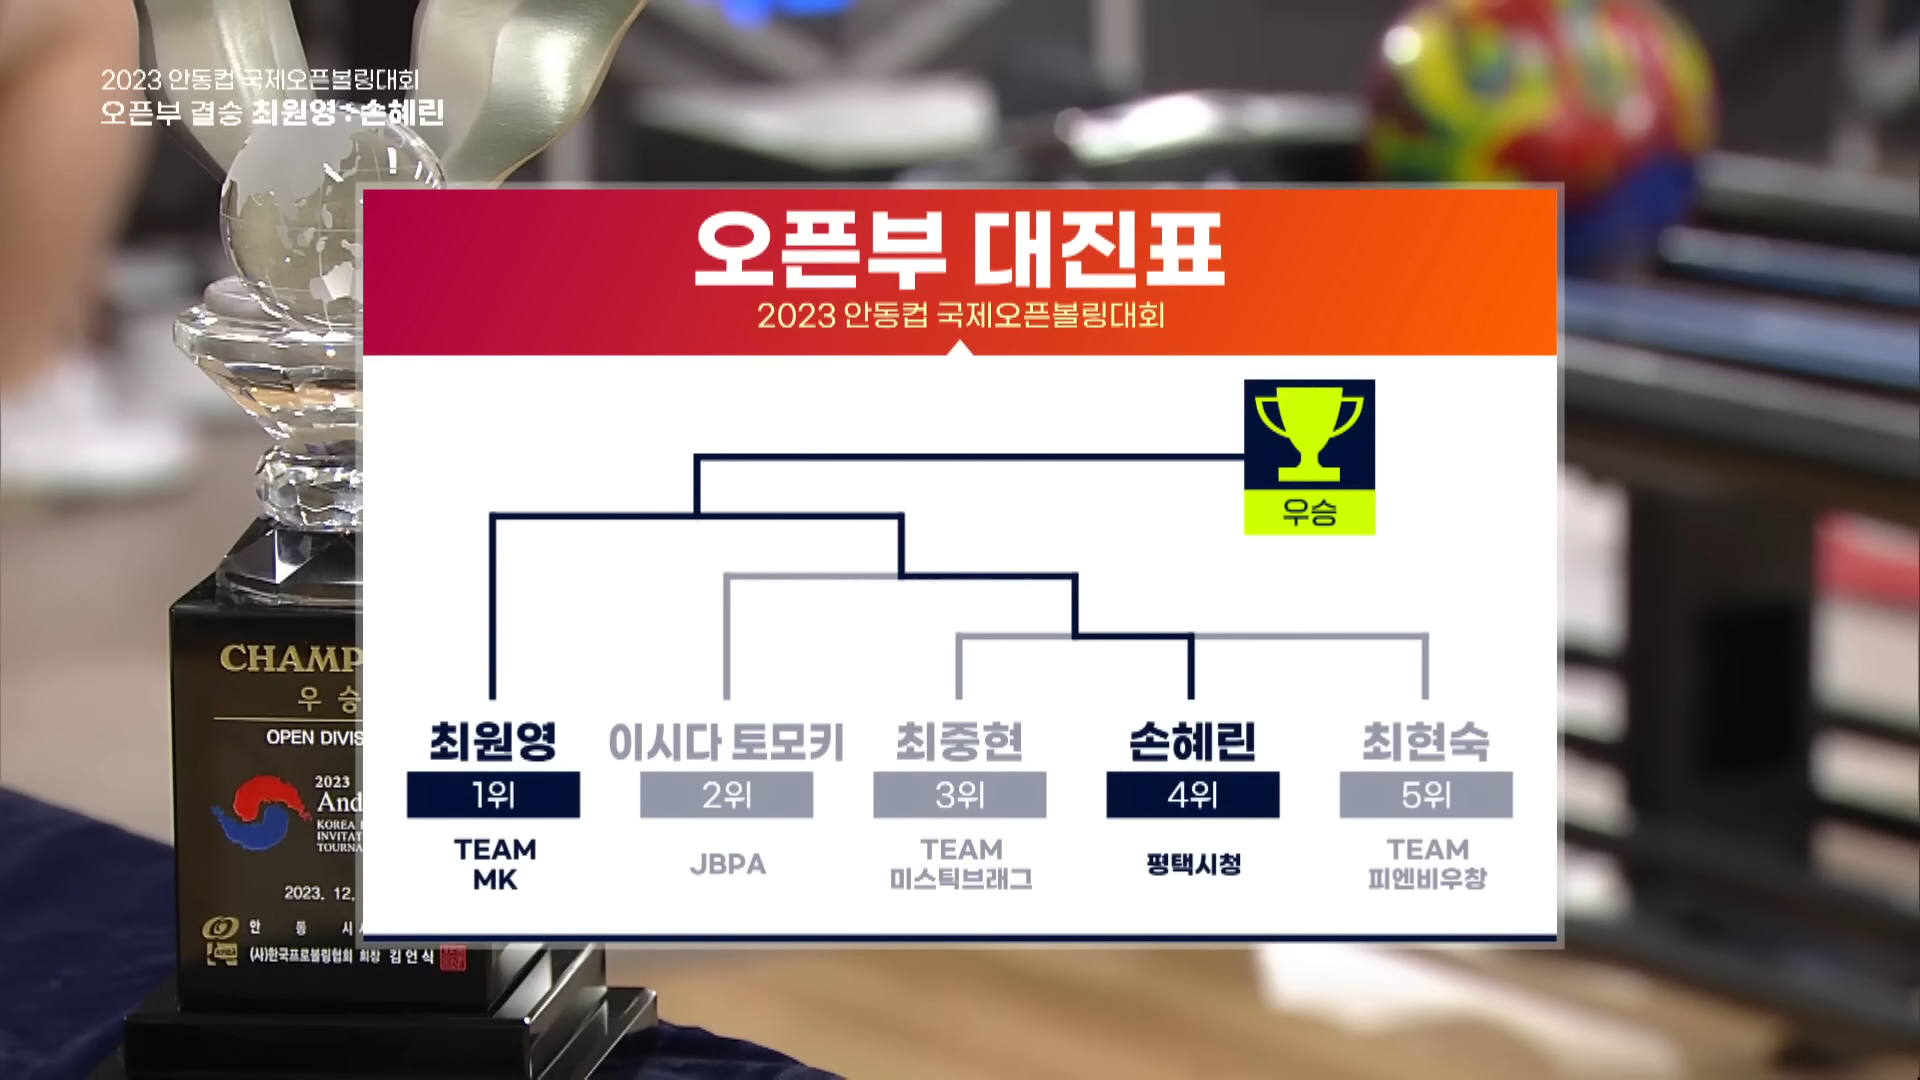 2023 안동컵 국제오픈볼링대회
오픈부 결승 최원영 : 손혜린
오픈부 대진표
2023 안동컵 국제오픈볼링대회
우승
최원영
1위
TEAM
MK
이시다 토모키
2위
JBPA
최중현
3위
TEAM
미스틱브래그
손혜린
4위
평택시청
최현숙
5위
TEAM
피엔비우창
CHAMP
우 승
OPEN DIVIS
2023
And
KOREA
INVITAT
TOURNA
2023. 12.
안 동 시
(사)한국프로볼링협회 회장 김언식